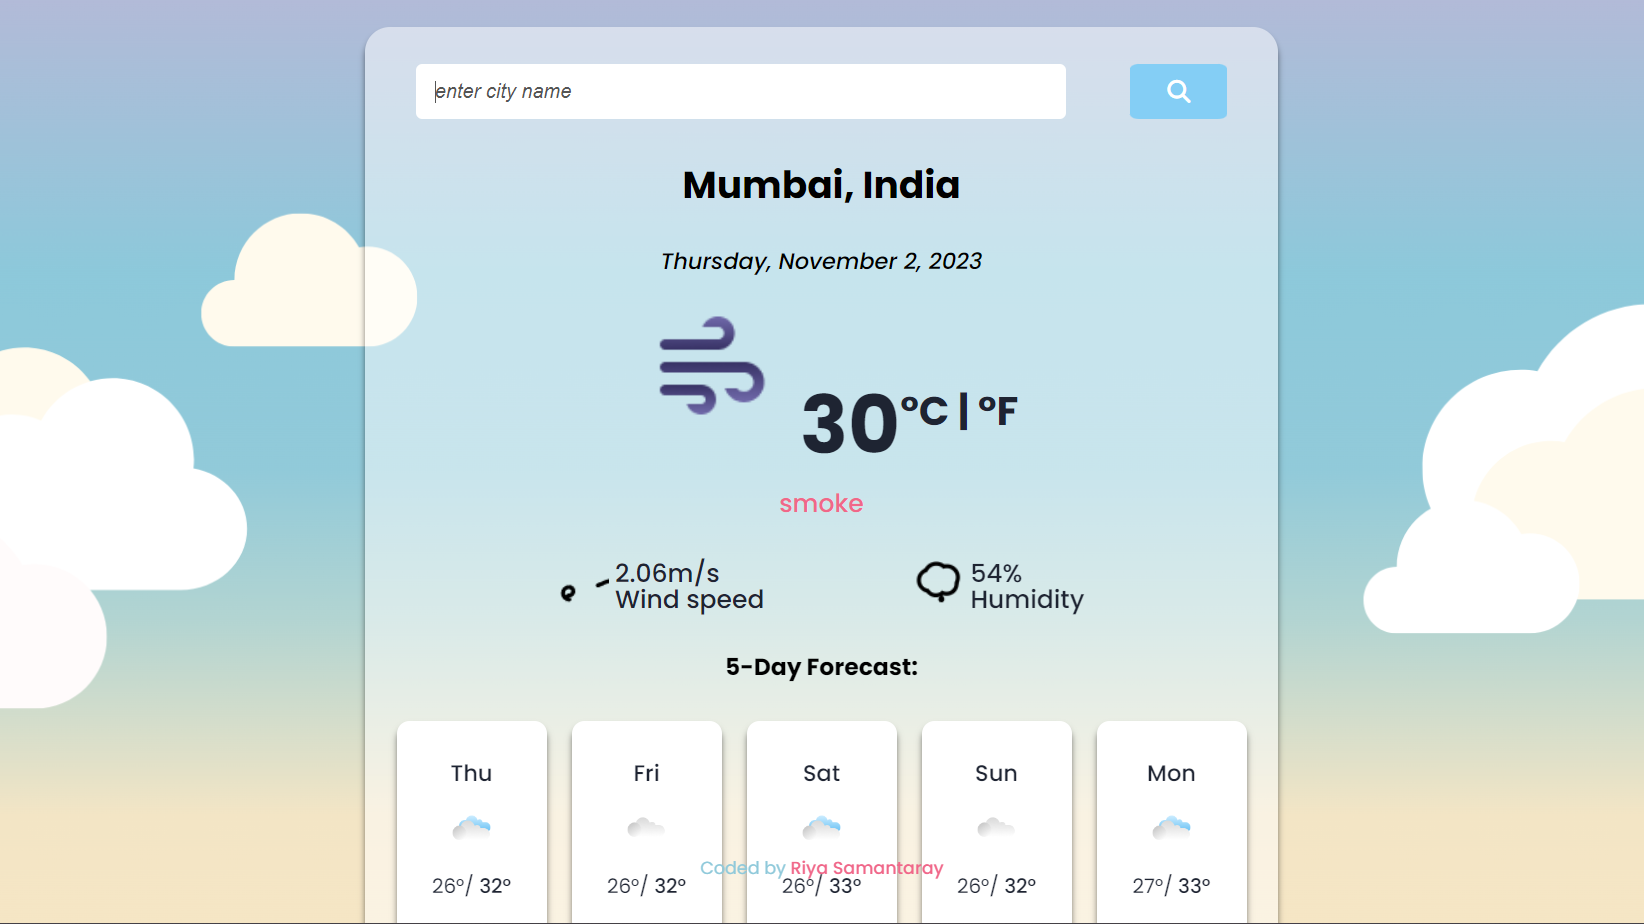 enter city name
Mumbai, India
Thursday, November 2, 2023
30°C | °F
smoke
2.06m/s
Wind speed
54%
Humidity
5-Day Forecast:
Thu Fri Sat Sun Mon
Coded by Riya Samantaray
26°/ 32° 26°/ 32° 26°/ 33° 26°/ 32° 27°/ 33°